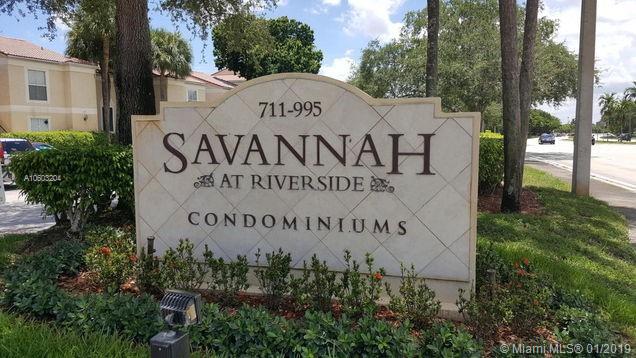 711-995
SAVANNAH
AT RIVERSIDE
CONDOMINIUMS
A10603204
© Miami.MLS © 01/2019